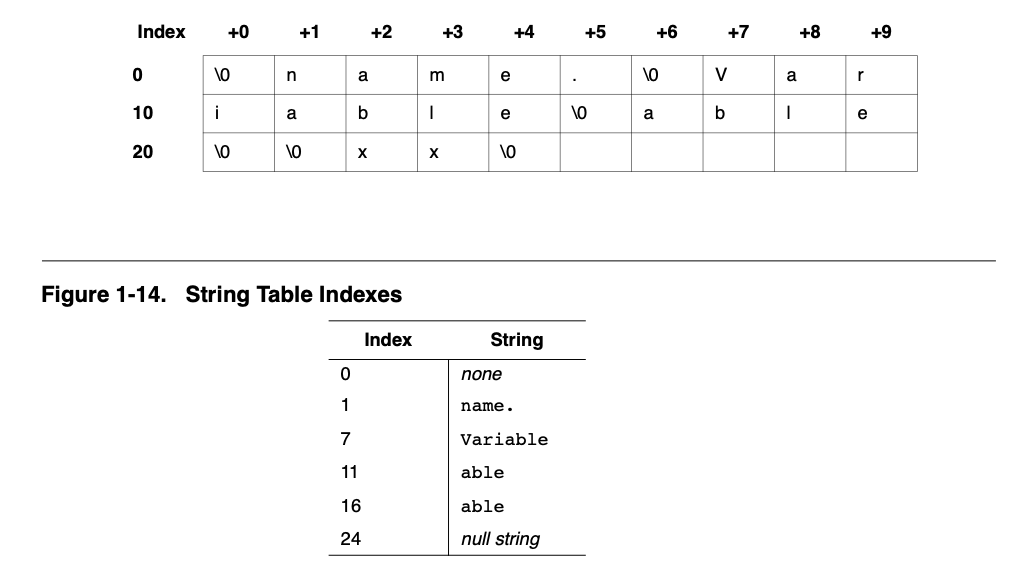 Index +0 +1 +2 +3 +4 +5 +6 +7 +8 +9
0 \0 n a m e . \0 V a r
10 i a b l e \0 a b l e
20 \0 \0 x x \0
Figure 1-14. String Table Indexes
Index String
0 none
1 name.
7 Variable
11 able
16 able
24 null string